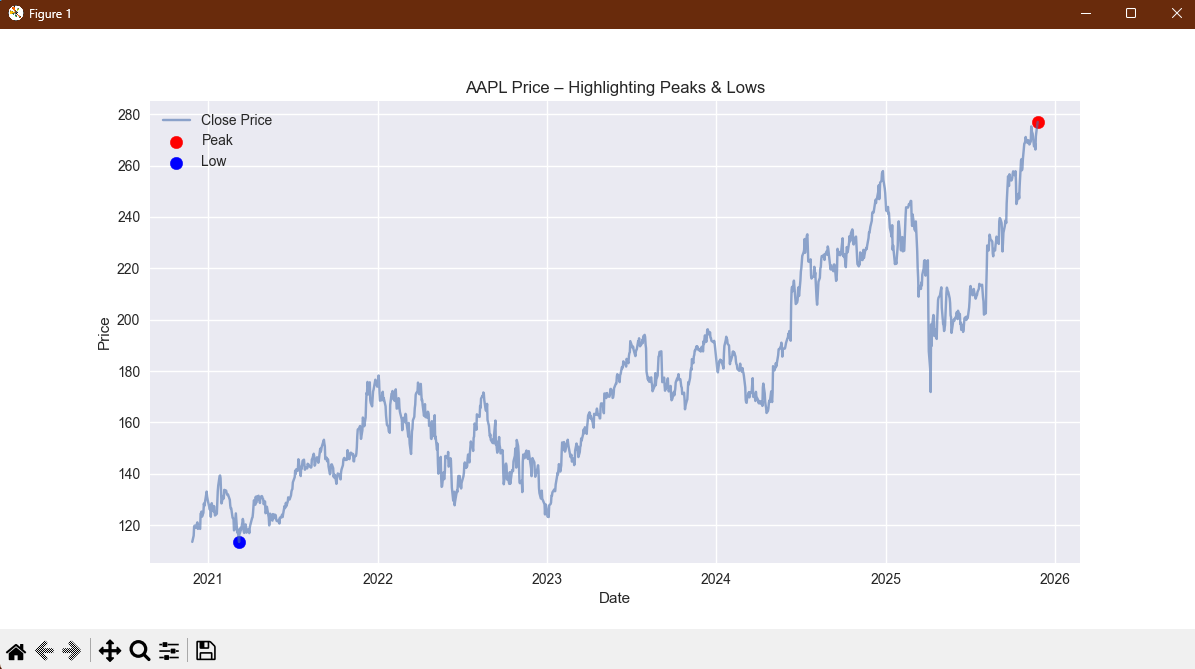 Figure 1
AAPL Price – Highlighting Peaks & Lows
Close Price
Peak
Low
Price
280
260
240
220
200
180
160
140
120
2021 2022 2023 2024 2025 2026
Date